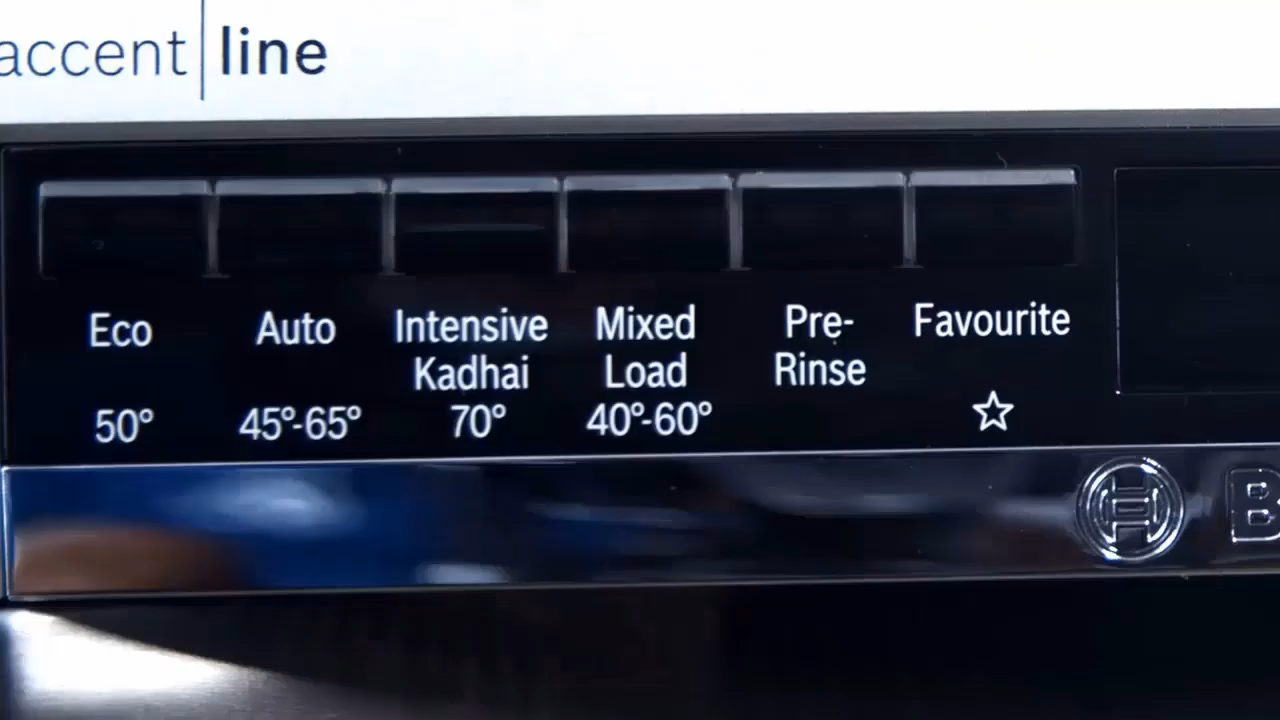 accent line
Eco Auto Intensive Kadhai Mixed Load Pre-Rinse Favourite
50° 45°-65° 70° 40°-60°
B